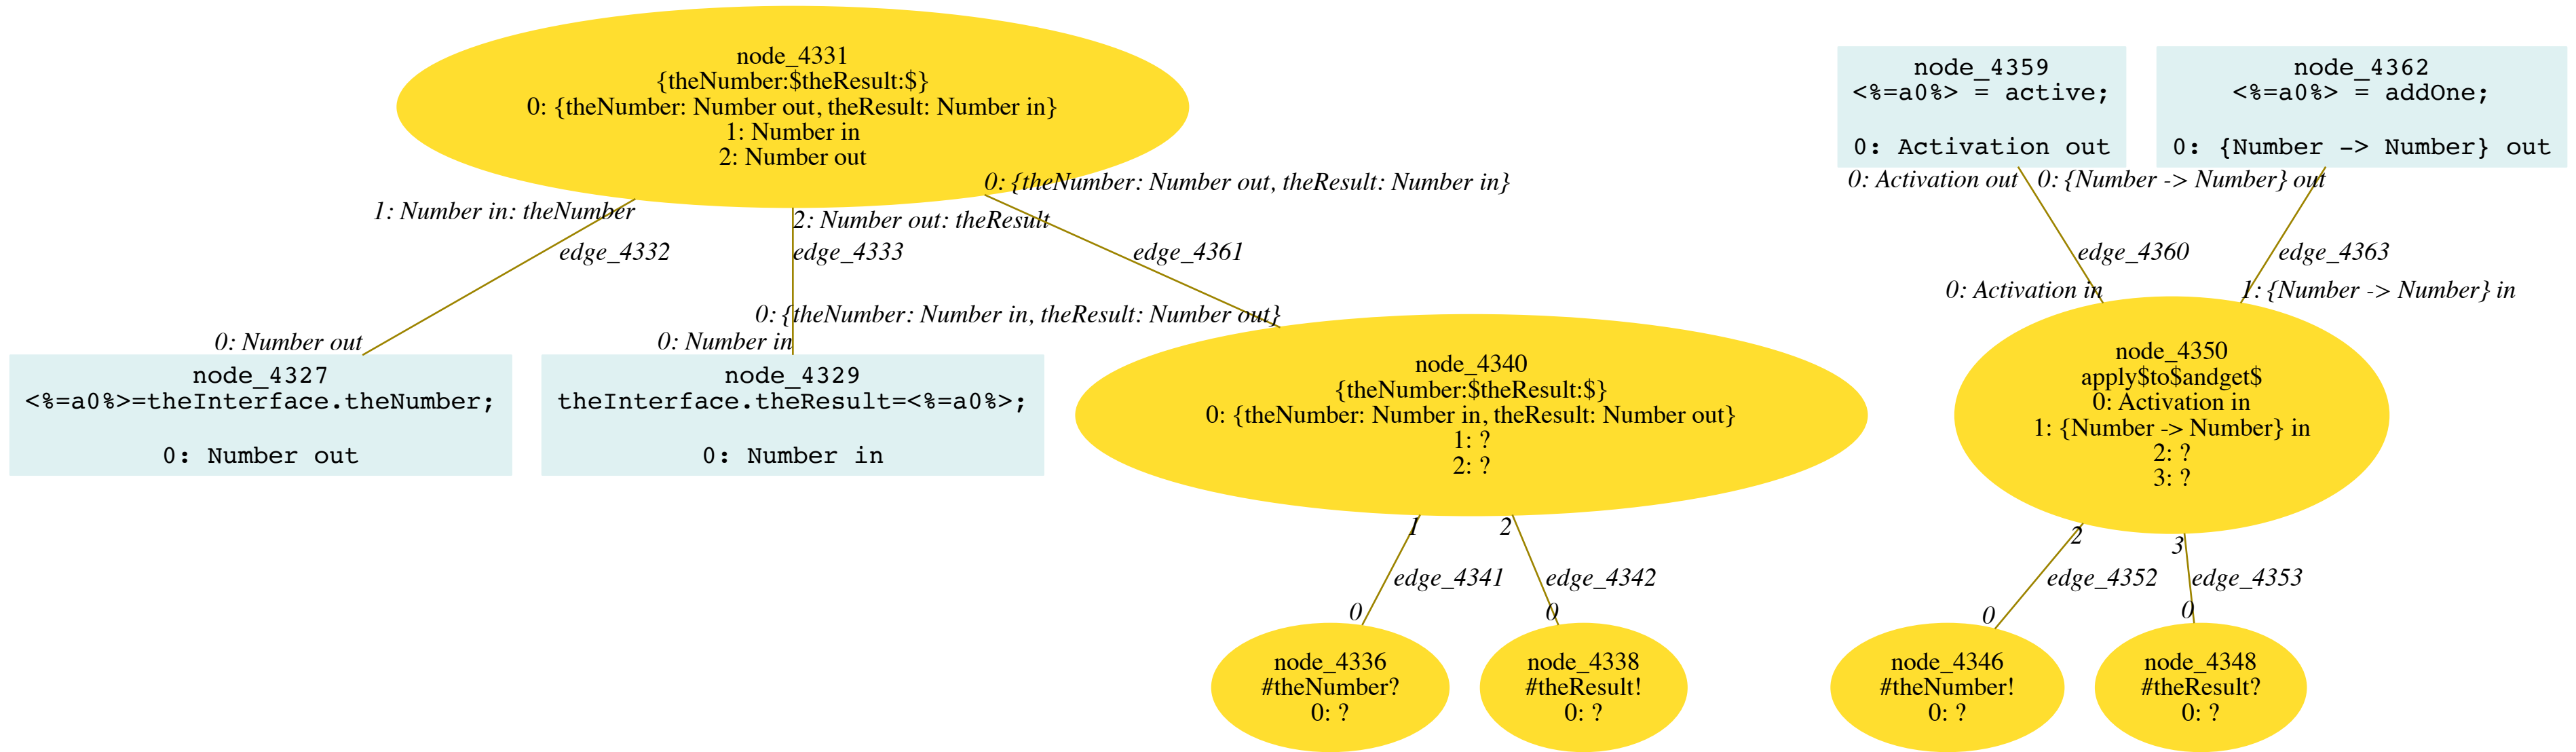 node_4331
{theNumber:$theResult:$}
0: {theNumber: Number out, theResult: Number in}
1: Number in
2: Number out
node_4359
<%=a0%> = active;
0: Activation out
node_4362
<%=a0%> = addOne;
0: {Number -> Number} out
1: Number in: theNumber
2: Number out: theResult
0: {theNumber: Number out, theResult: Number in}
0: Activation out
0: {Number -> Number} out
edge_4332
edge_4333
edge_4361
edge_4360
edge_4363
0: Number out
0: Number in
0: {theNumber: Number in, theResult: Number out}
0: Activation in
1: {Number -> Number} in
node_4327
<%=a0%>=theInterface.theNumber;
0: Number out
node_4329
theInterface.theResult=<%=a0%>;
0: Number in
node_4340
{theNumber:$theResult:$}
0: {theNumber: Number in, theResult: Number out}
1: ?
2: ?
node_4350
apply$to$andget$
0: Activation in
1: {Number -> Number} in
2: ?
3: ?
1
2
2
3
edge_4341
edge_4342
edge_4352
edge_4353
0
0
0
0
node_4336
#theNumber?
0: ?
node_4338
#theResult!
0: ?
node_4346
#theNumber!
0: ?
node_4348
#theResult?
0: ?